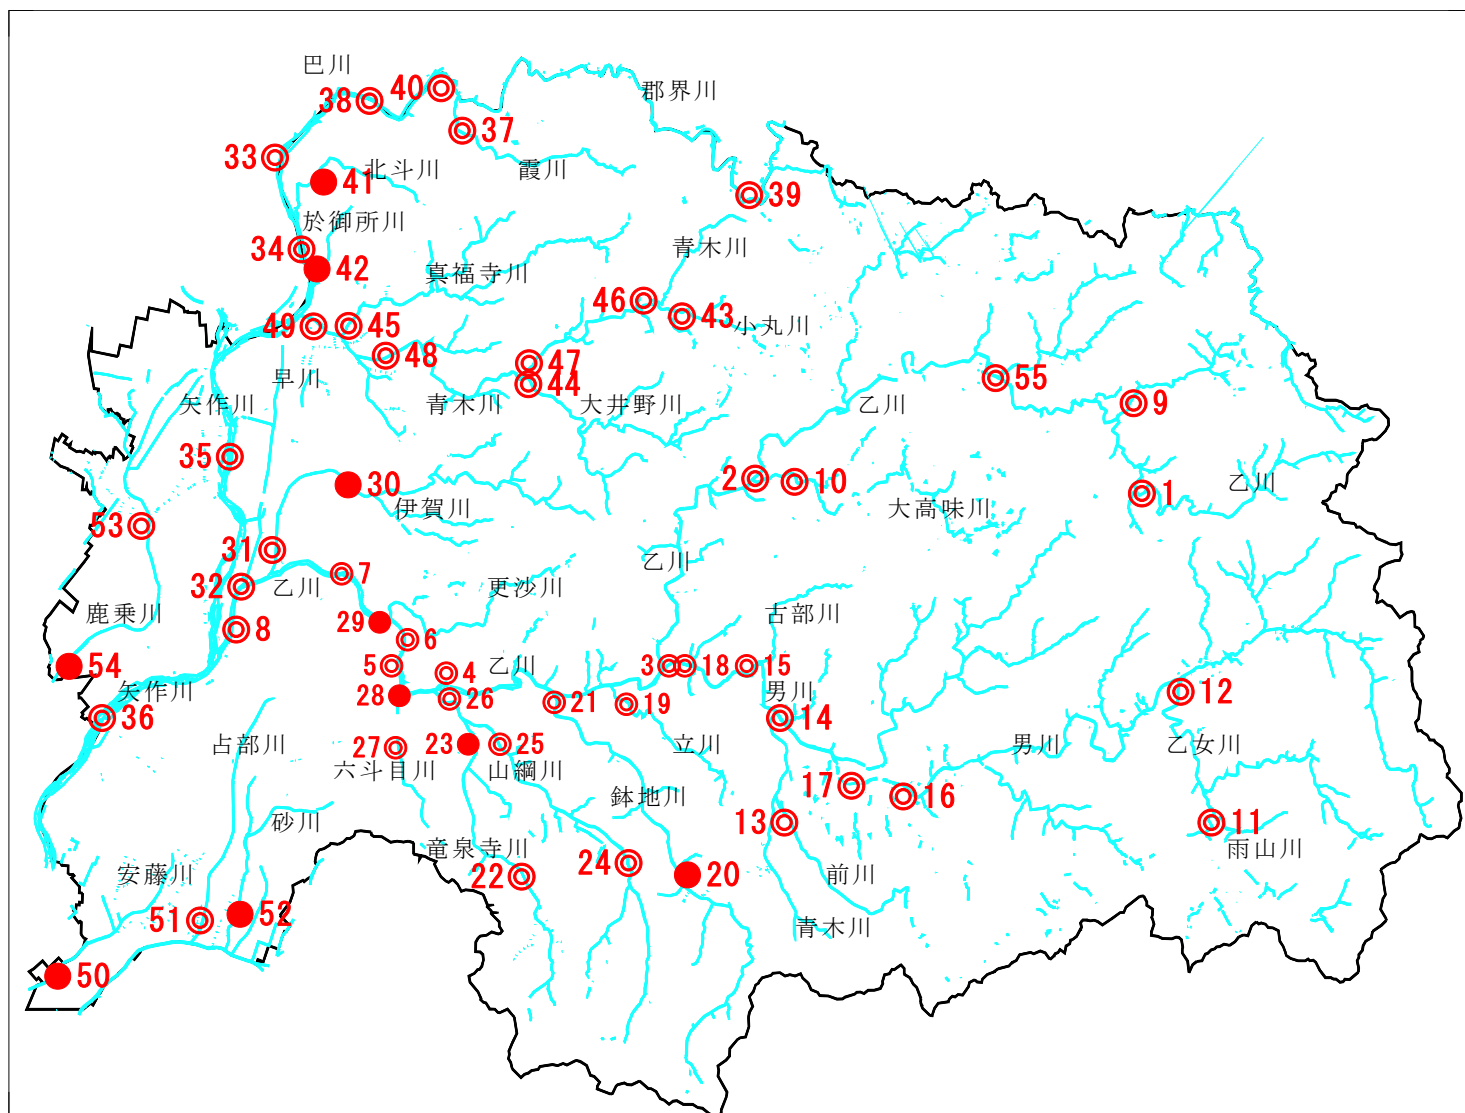 巴川
40
郡界川
38
37
33
北斗川
霞川
41
39
於御所川
34
青木川
42
真福寺川
46
43
49
45
小丸川
48
47
早川
55
44
矢作川
青木川
大井野川
乙川
9
35
2
10
30
乙川
1
伊賀川
大高味川
53
31
乙川
7
32
乙川
更沙川
鹿乗川
古部川
29
8
6
54
5
4
乙川
3
18
15
矢作川
28
26
21
19
男川
12
36
14
占部川
27
23
25
立川
男川
乙女川
六斗目川
山綱川
17
16
鉢地川
砂川
13
11
竜泉寺川
雨山川
24
安藤川
22
20
前川
51
52
青木川
50